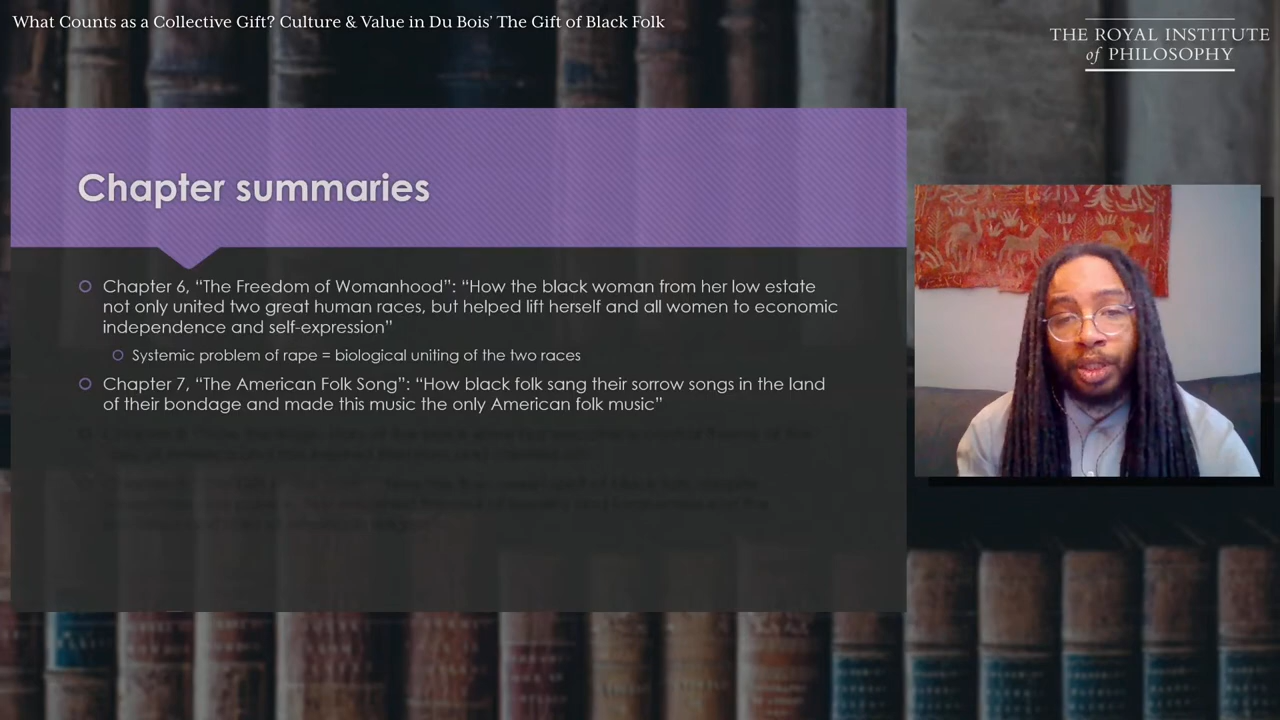 What Counts as a Collective Gift? Culture & Value in Du Bois’ The Gift of Black Folk
THE ROYAL INSTITUTE
of PHILOSOPHY
Chapter summaries
Chapter 6, “The Freedom of Womanhood”: “How the black woman from her low estate
not only united two great human races, but helped lift herself and all women to economic
independence and self-expression”
Systemic problem of rape = biological uniting of the two races
Chapter 7, “The American Folk Song”: “How black folk sang their sorrow songs in the land
of their bondage and made this music the only American folk music”